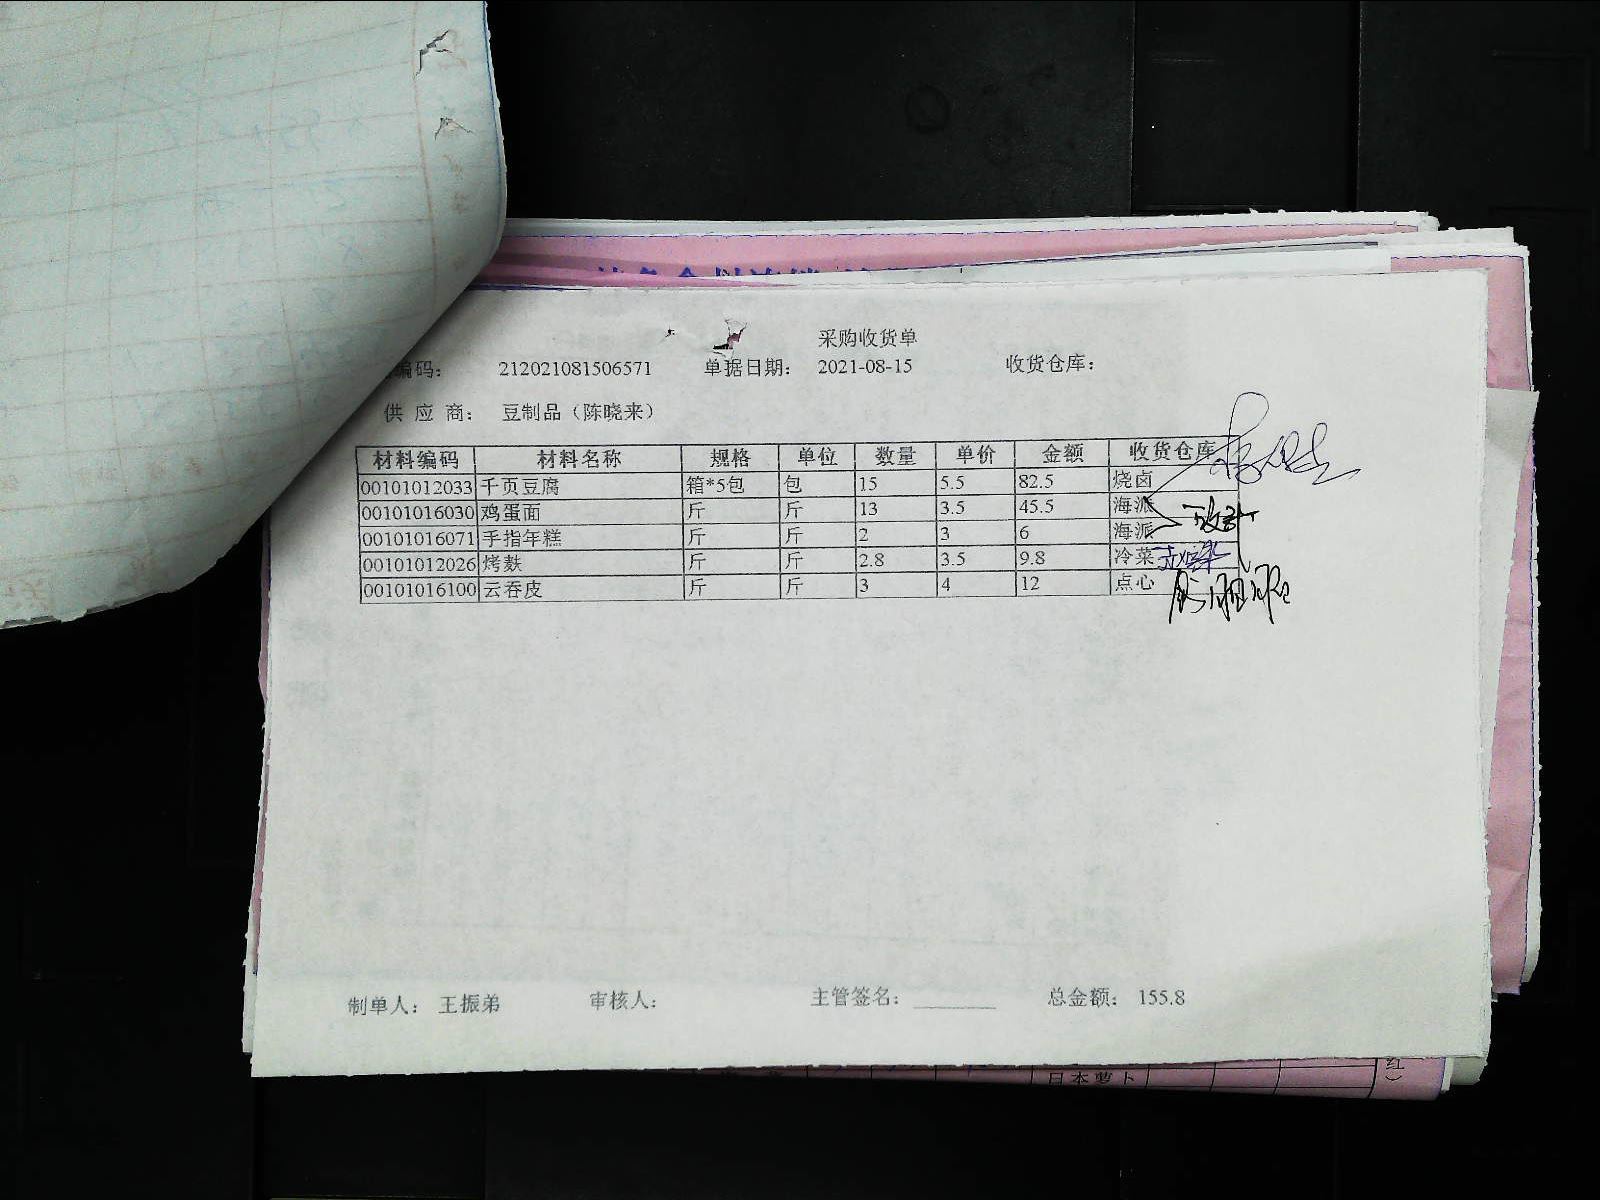 采购收货单
编码： 212021081506571 单据日期： 2021-08-15 收货仓库：
供 应 商： 豆制品（陈晓来）
材料编码 材料名称 规格 单位 数量 单价 金额 收货仓库
00101012033 千页豆腐 箱*5包 包 15 5.5 82.5 烧卤
00101016030 鸡蛋面 斤 斤 13 3.5 45.5 海派
00101016071 手指年糕 斤 斤 2 3 6 海派
00101012026 烤麸 斤 斤 2.8 3.5 9.8 冷菜
00101016100 云吞皮 斤 斤 3 4 12 点心
制单人： 王振弟 审核人： 主管签名： 总金额： 155.8
日本萝卜